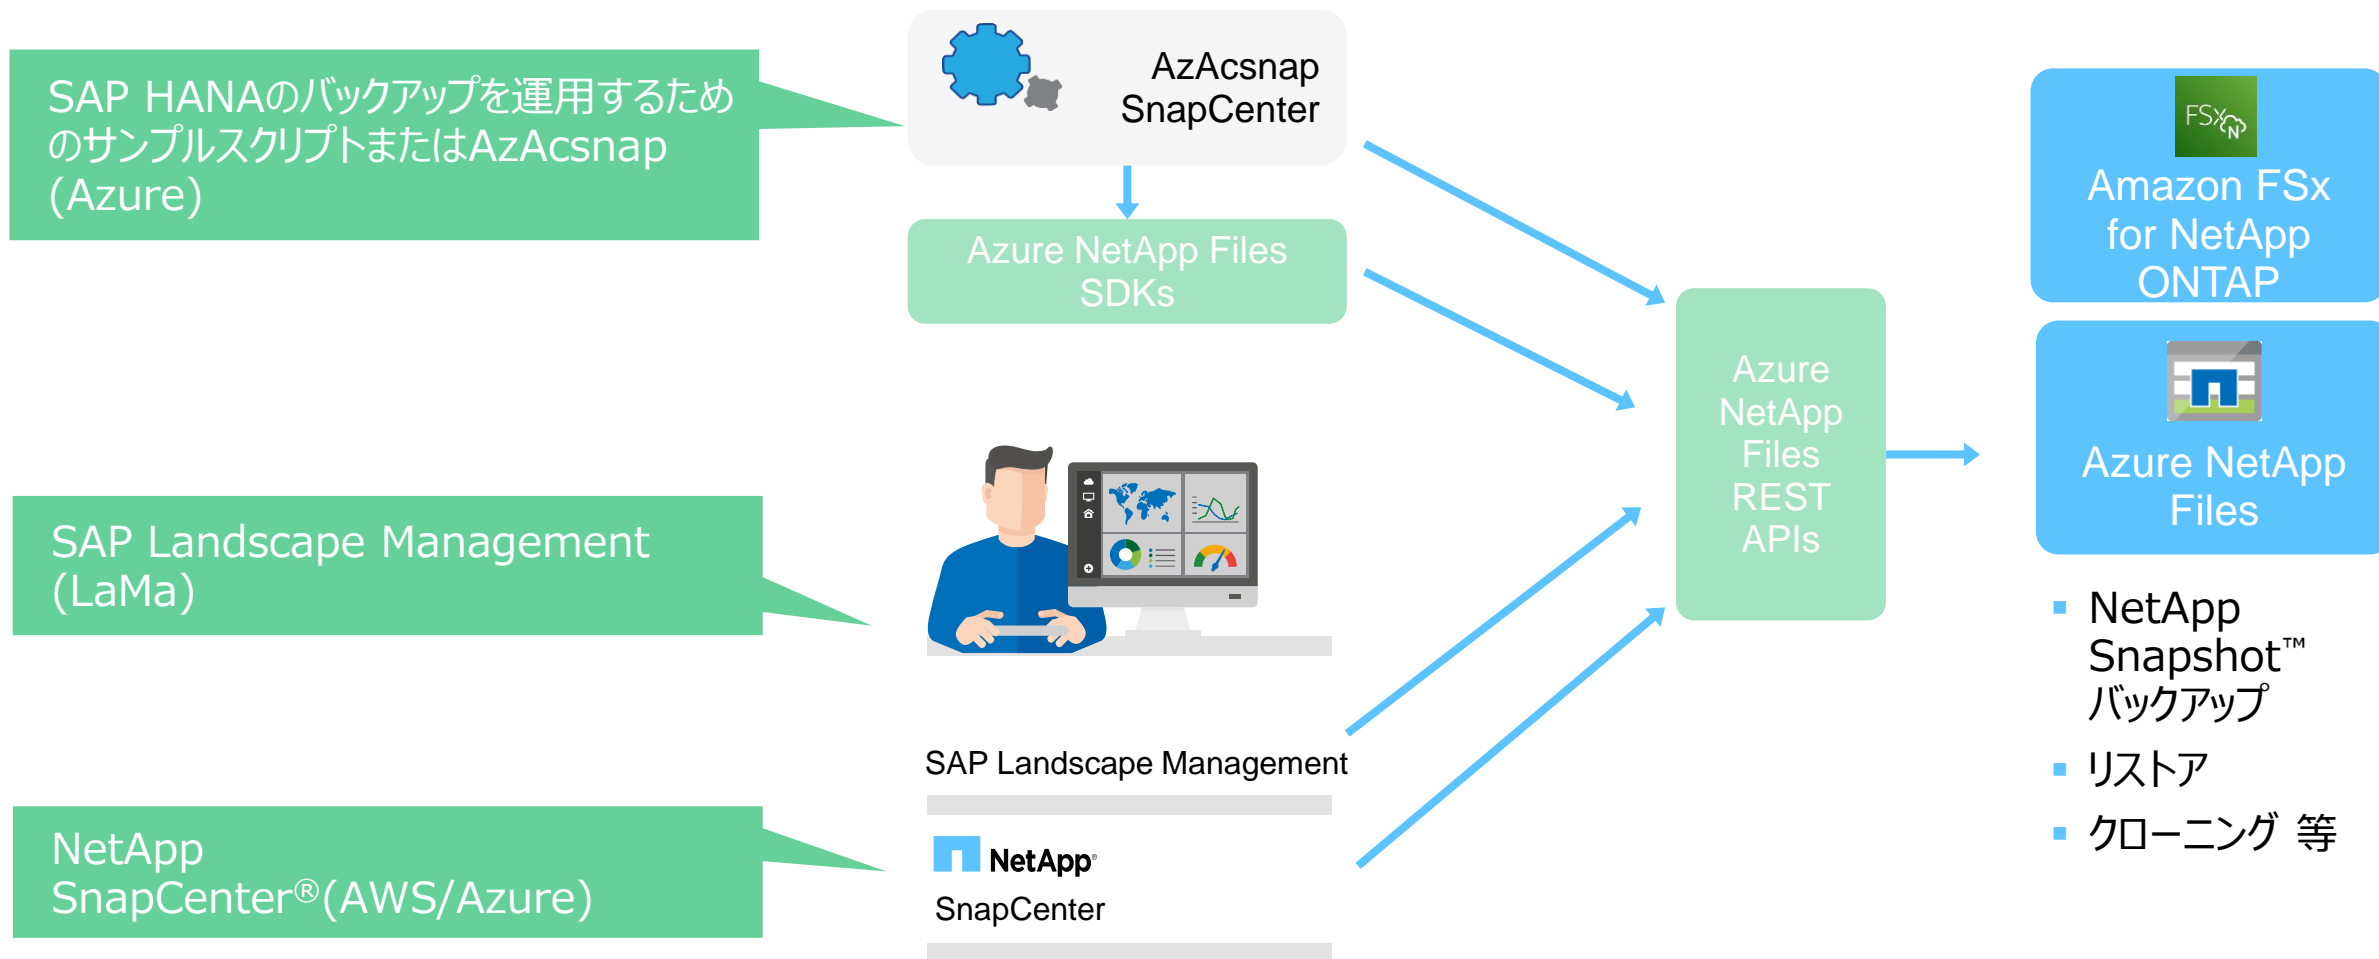 SAP HANAのバックアップを運用するため
のサンプルスクリプトまたはAzAcsnap
(Azure)
AzAcsnap
SnapCenter
Azure NetApp Files
SDKs
SAP Landscape Management
(LaMa)
SAP Landscape Management
NetApp
SnapCenter®(AWS/Azure)
NetApp®
SnapCenter
Azure
NetApp
Files
REST
APIs
FSx
N
Amazon FSx
for NetApp
ONTAP
Azure NetApp
Files
▪ NetApp
Snapshot™
バックアップ
▪ リストア
▪ クローニング 等